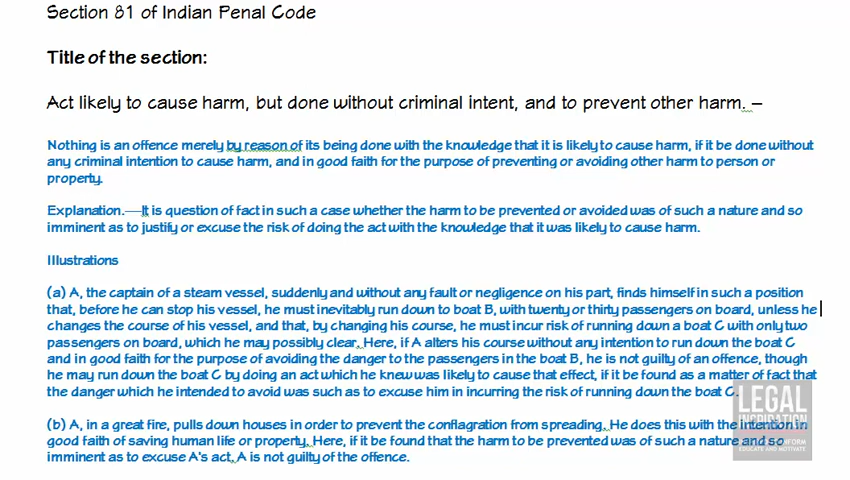 Section 81 of Indian Penal Code
Title of the section:
Act likely to cause harm, but done without criminal intent, and to prevent other harm. –
Nothing is an offence merely by reason of its being done with the knowledge that it is likely to cause harm, if it be done without
any criminal intention to cause harm, and in good faith for the purpose of preventing or avoiding other harm to person or
property.
Explanation.—It is question of fact in such a case whether the harm to be prevented or avoided was of such a nature and so
imminent as to justify or excuse the risk of doing the act with the knowledge that it was likely to cause harm.
Illustrations
(a) A, the captain of a steam vessel, suddenly and without any fault or negligence on his part, finds himself in such a position
that, before he can stop his vessel, he must inevitably run down to boat B, with twenty or thirty passengers on board, unless he
changes the course of his vessel, and that, by changing his course, he must incur risk of running down a boat C with only two
passengers on board, which he may possibly clear. Here, if A alters his course without any intention to run down the boat C
and in good faith for the purpose of avoiding the danger to the passengers in the boat B, he is not guilty of an offence, though
he may run down the boat C by doing an act which he knew was likely to cause that effect, if it be found as a matter of fact that
the danger which he intended to avoid was such as to excuse him in incurring the risk of running down the boat C.
(b) A, in a great fire, pulls down houses in order to prevent the conflagration from spreading. He does this with the intention in
good faith of saving human life or property. Here, if it be found that the harm to be prevented was of such a nature and so
imminent as to excuse A's act, A is not guilty of the offence.
LEGAL
INSPIRATION
INFORM
EDUCATE AND MOTIVATE